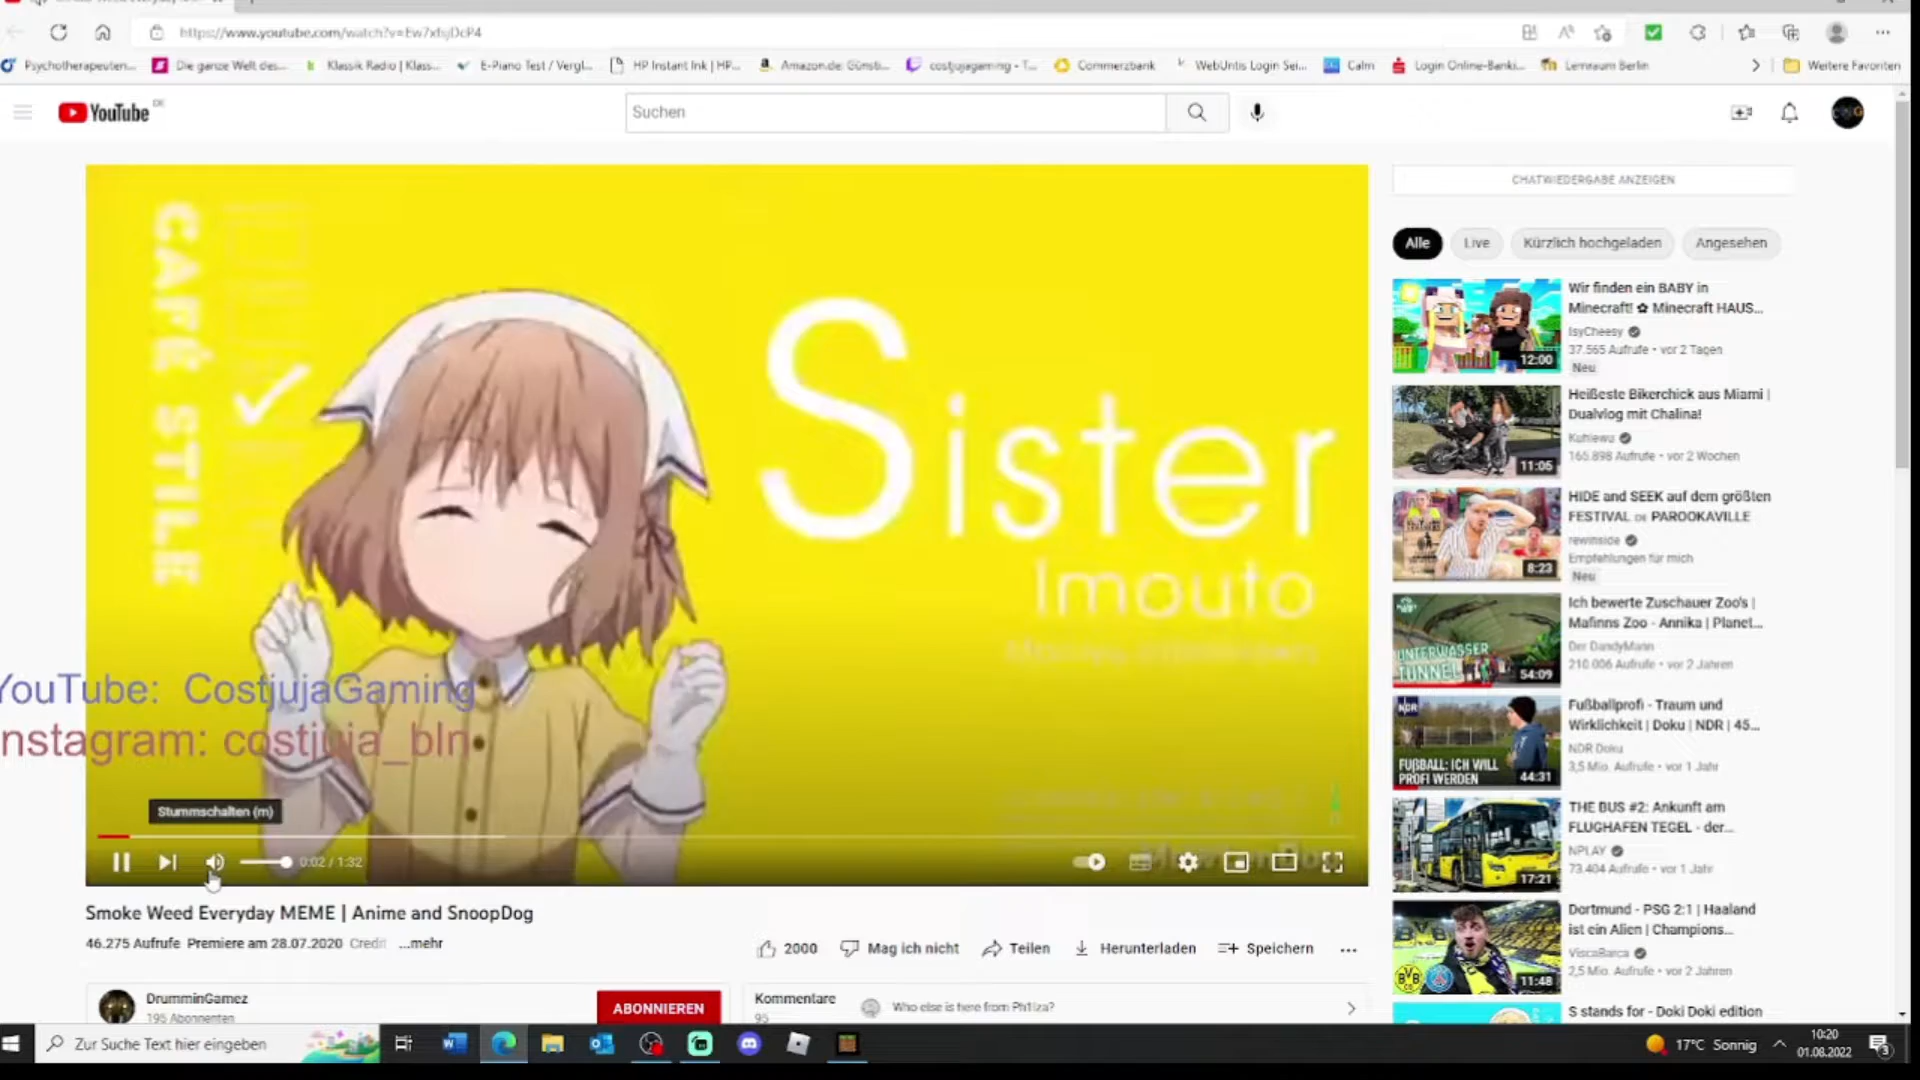 https://www.youtube.com/watch?v=Ew7xbjDcP4
Psychotherapeuten... Die ganze Welt des... Klassik Radio | Klass... E-Piano Test / Vergl... HP Instant Ink | HP... Amazon.de: Günsti... costjujagaming - T... Commerzbank WebUntis Login Sei... Calm Login Online-Banki... Lernraum Berlin Weitere Favoriten
YouTube DE
Suchen
CHATWIEDERGABE ANZEIGEN
Alle Live Kürzlich hochgeladen Angesehen
CAFÉ STILE
Sister
Imouto
YouTube: CostjujaGaming
nstagram: costjuja_bln
Stummschalten (m)
0:02 / 1:32
Smoke Weed Everyday MEME | Anime and SnoopDog
46.275 Aufrufe Premiere am 28.07.2020 Credit ...mehr
2000 Mag ich nicht Teilen Herunterladen Speichern ...
DrumminGamez
195 Abonnenten
ABONNIEREN
Kommentare
95
Who else is here from Ph1lza?
Wir finden ein BABY in
Minecraft! ✿ Minecraft HAUS...
IsyCheesy
37.565 Aufrufe • vor 2 Tagen
Neu
12:00
Heißeste Bikerchick aus Miami |
Dualvlog mit Chalina!
Kuhlewu
165.898 Aufrufe • vor 2 Wochen
11:05
HIDE and SEEK auf dem größten
FESTIVAL DE PAROOKAVILLE
rewinside
Empfehlungen für mich
Neu
8:23
Ich bewerte Zuschauer Zoo's |
Mafinns Zoo - Annika | Planet...
Der DandyMann
210.006 Aufrufe • vor 2 Jahren
UNTERWASSER
TUNNEL
54:09
Fußballprofi - Traum und
Wirklichkeit | Doku | NDR | 45...
NDR Doku
3,5 Mio. Aufrufe • vor 1 Jahr
NDR
FUßBALL: ICH WILL
PROFI WERDEN
44:31
THE BUS #2: Ankunft am
FLUGHAFEN TEGEL - der...
NPLAY
73.404 Aufrufe • vor 1 Jahr
17:21
Dortmund - PSG 2:1 | Haaland
ist ein Alien | Champions...
ViscaBarca
2,5 Mio. Aufrufe • vor 2 Jahren
11:48
S stands for - Doki Doki edition
Zur Suche Text hier eingeben
17°C Sonnig
10:20
01.08.2022
3